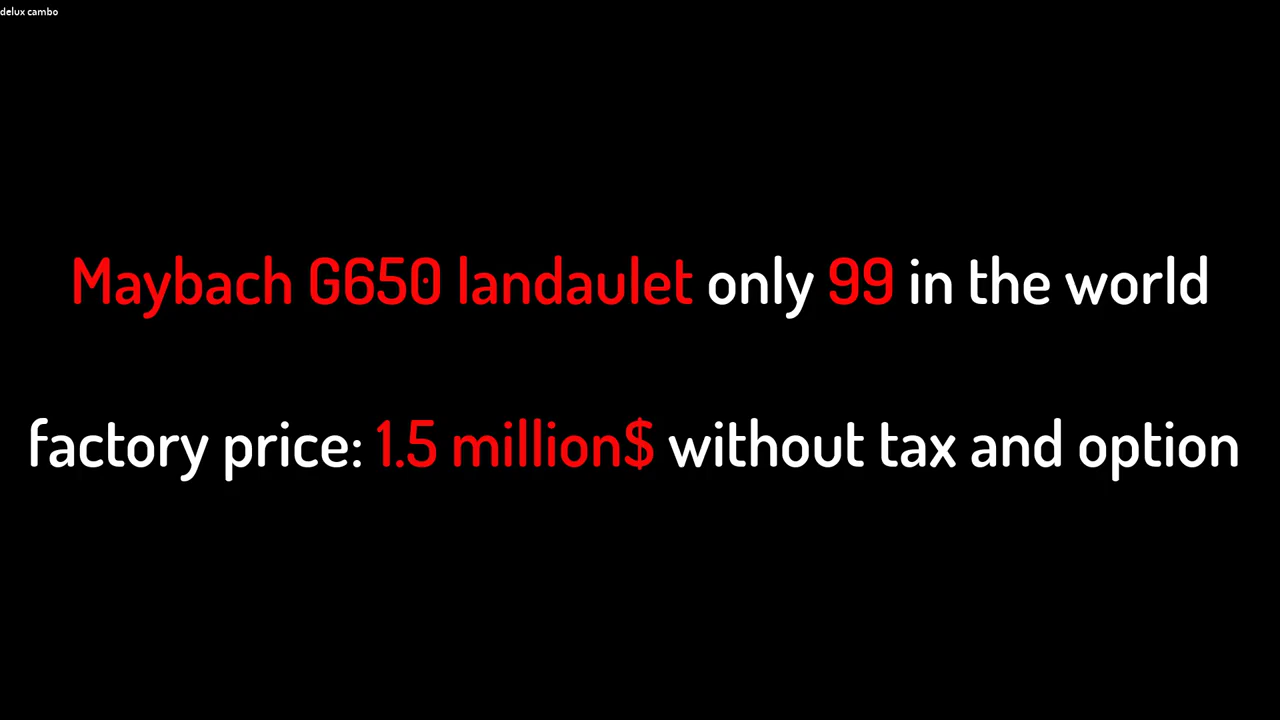 delux cambo
Maybach G650 landaulet only 99 in the world
factory price: 1.5 million$ without tax and option